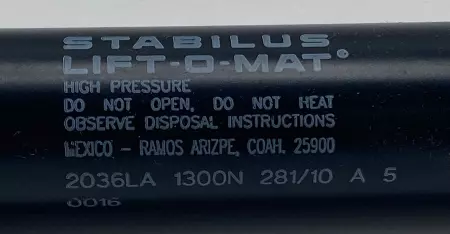 STABILUS
LIFT-O-MAT®
HIGH PRESSURE
DO NOT OPEN, DO NOT HEAT
OBSERVE DISPOSAL INSTRUCTIONS
MEXICO - RAMOS ARIZPE, COAH. 25900
2036LA 1300N 281/10 A 5
0016